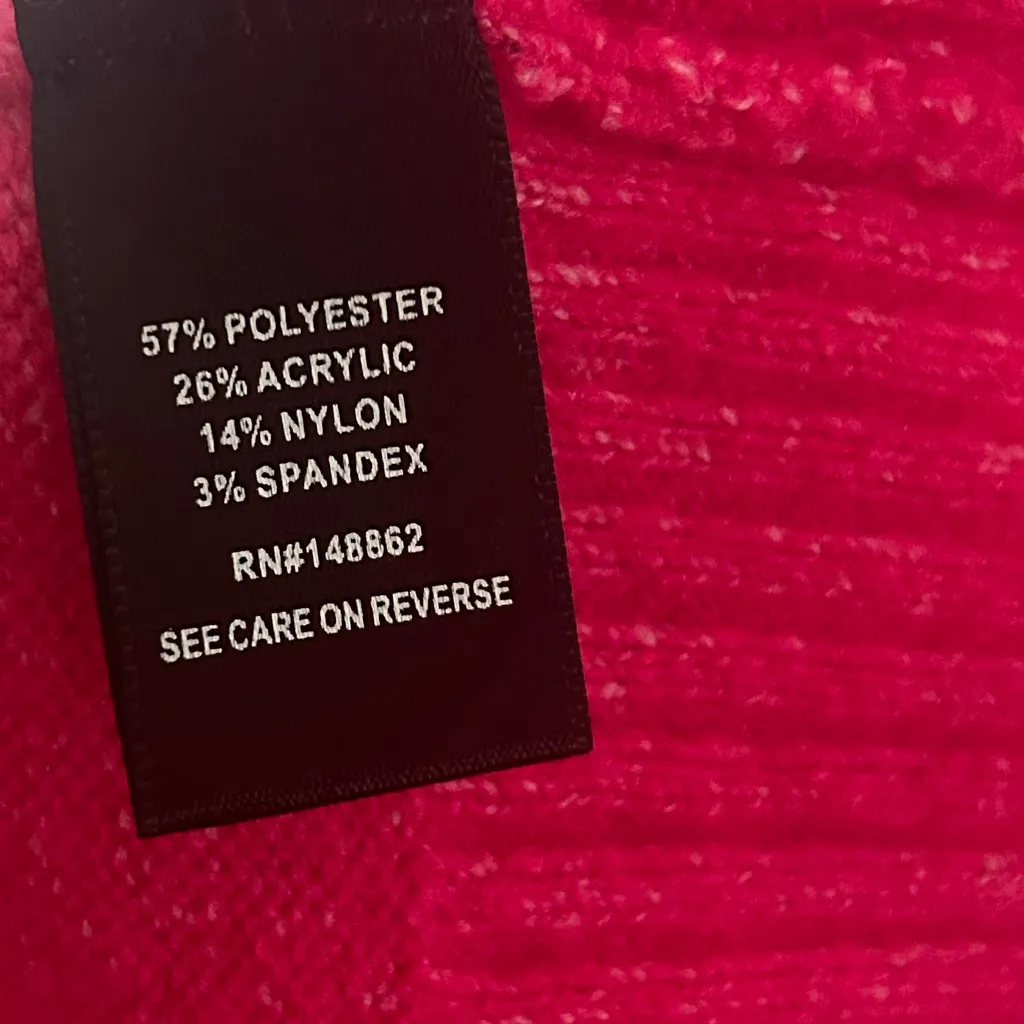 57% POLYESTER
26% ACRYLIC
14% NYLON
3% SPANDEX
RN#148862
SEE CARE ON REVERSE